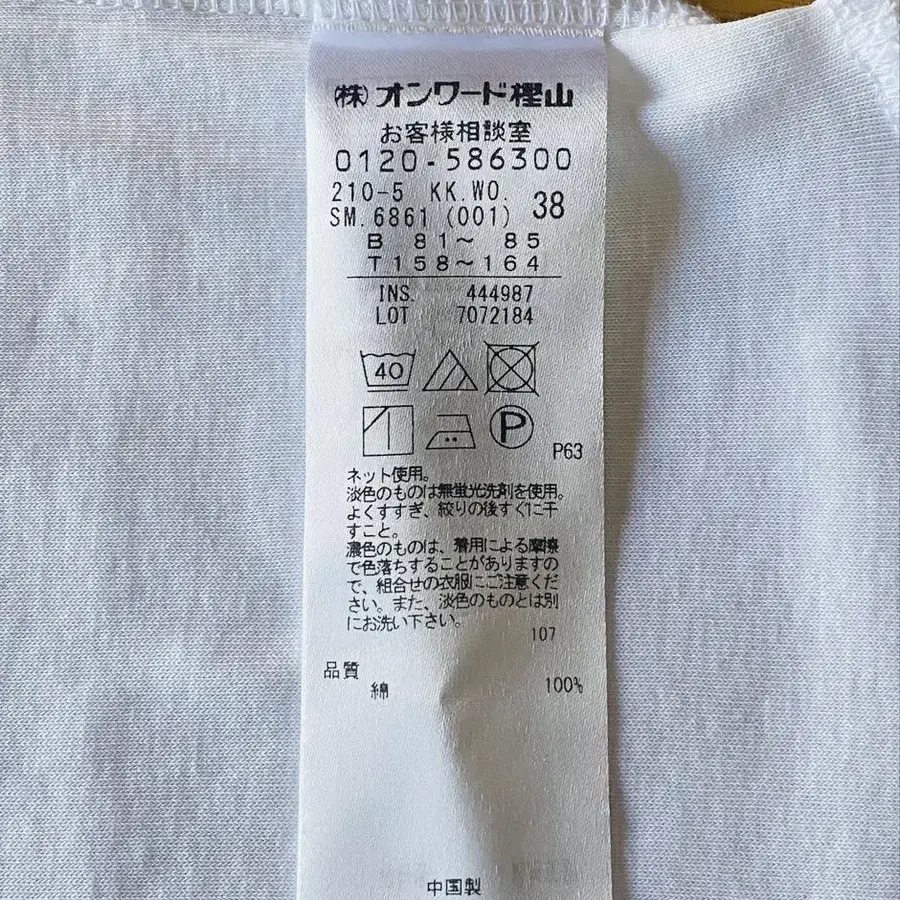 ㈱オンワード樫山
お客様相談室
0120-586300
210-5 KK.WO.
SM.6861 (001) 38
B 81～ 85
T158～164
INS. 444987
LOT 7072184
40
P
P63
ネット使用。
淡色のものは無蛍光洗剤を使用。
よくすすぎ、絞りの後すぐに干
すこと。
濃色のものは、着用による摩擦
で色落ちすることがありますの
で、組合せの衣服にご注意くだ
さい。また、淡色のものとは別
にお洗い下さい。
107
品質
綿 100%
中国製